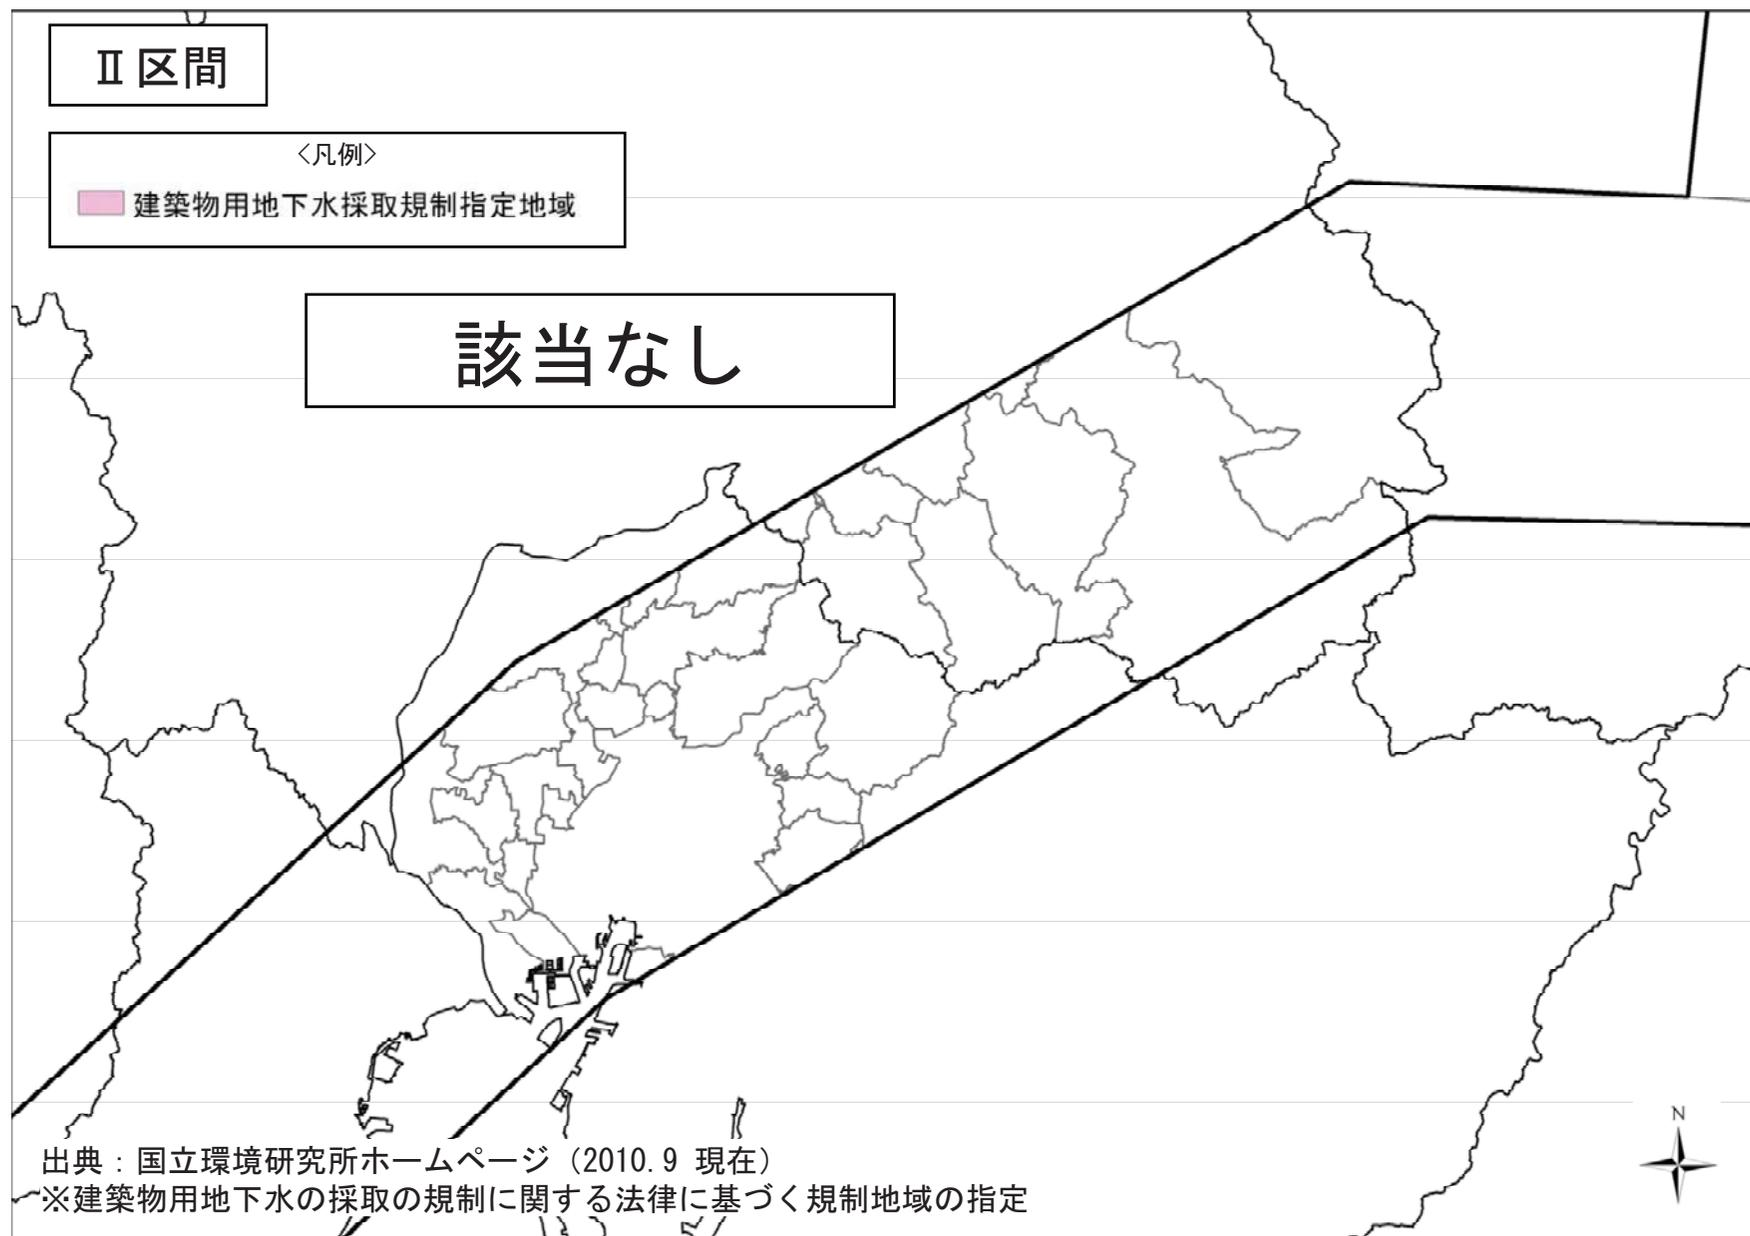 Ⅱ区間
<凡例>
建築物用地下水採取規制指定地域
該当なし
N
出典：国立環境研究所ホームページ（2010.9 現在）
※建築物用地下水の採取の規制に関する法律に基づく規制地域の指定